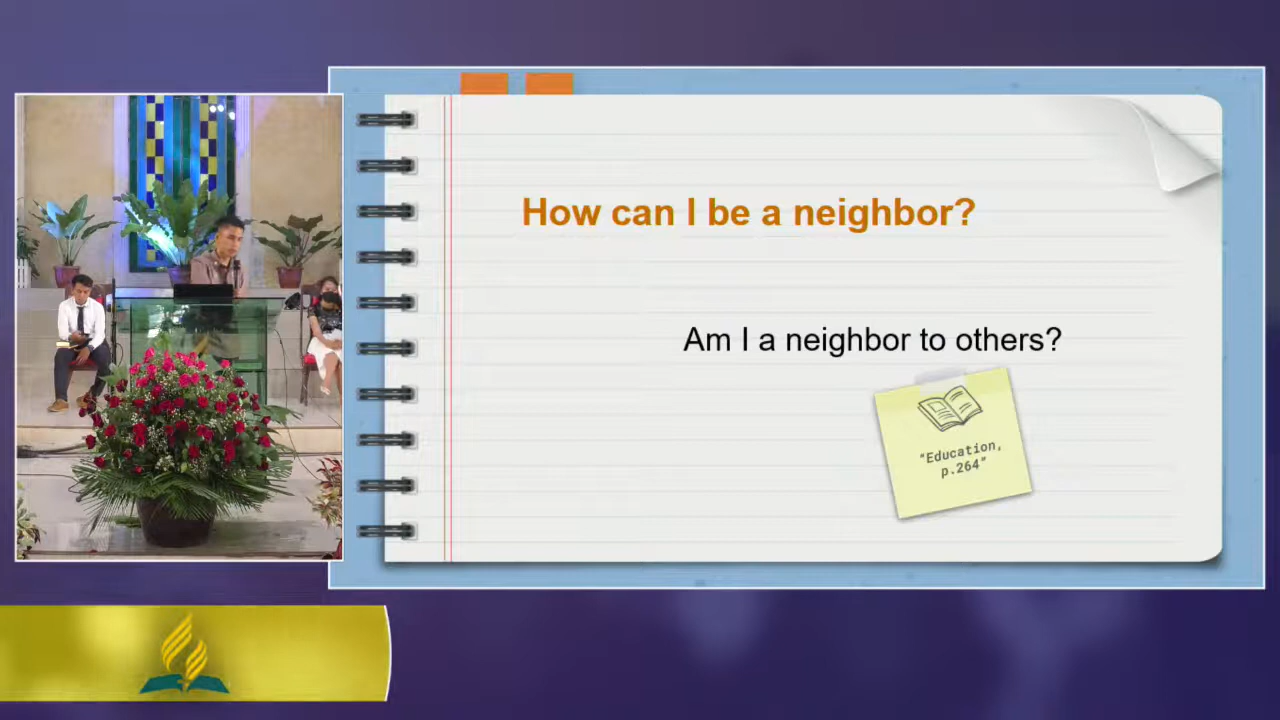 How can I be a neighbor?
Am I a neighbor to others?
"Education,
p.264"